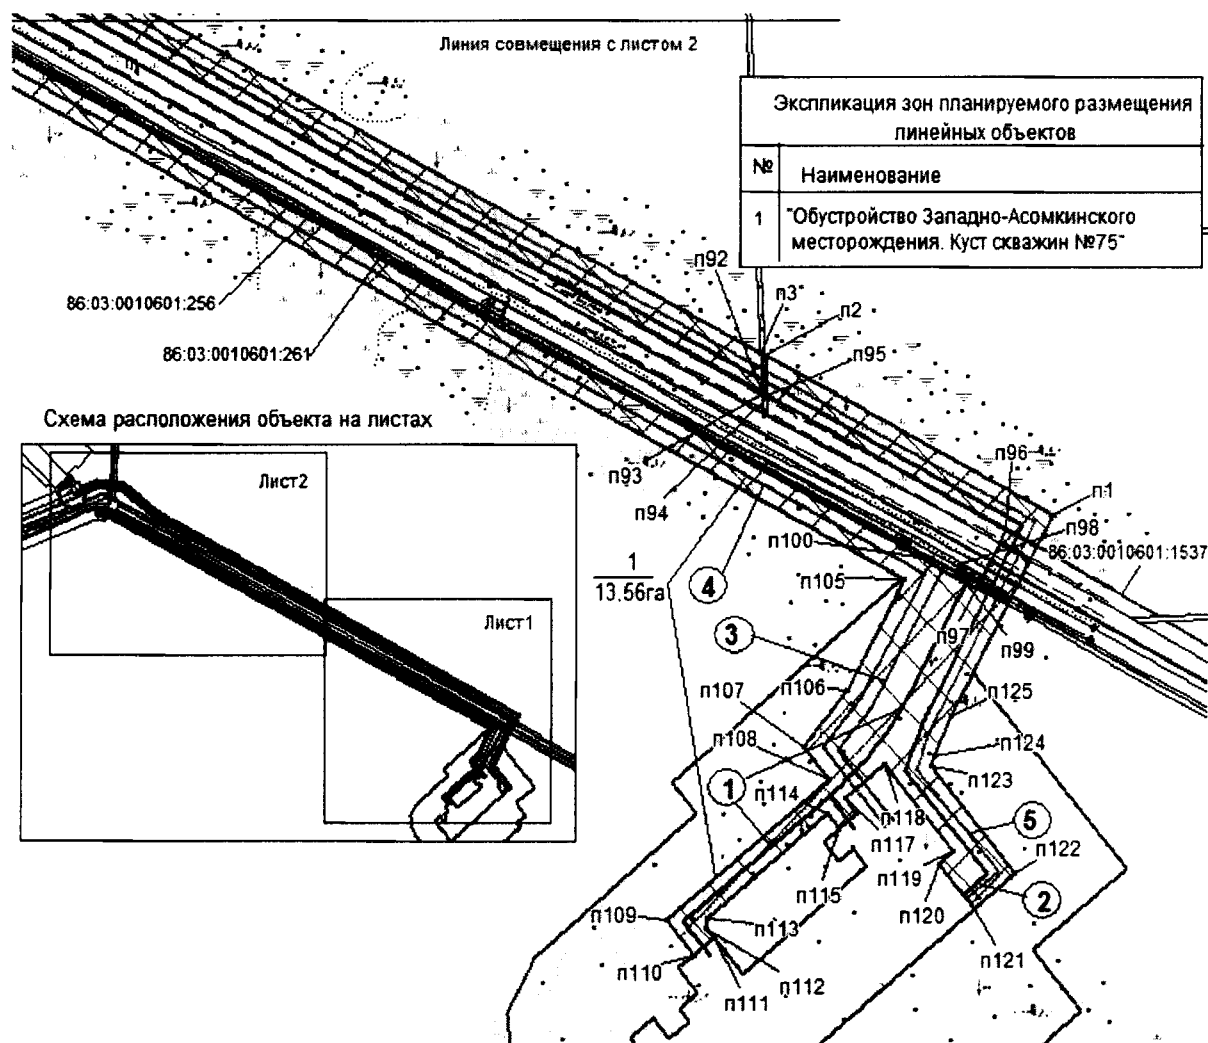 Линия совмещения с листом 2
Экспликация зон планируемого размещения
линейных объектов
№
Наименование
1
"Обустройство Западно-Асомкинского
месторождения. Куст скважин №75"
п92
п3
п2
п95
86:03:0010601:256
86:03:0010601:261
Схема расположения объекта на листах
Лист2
Лист1
п93
п94
п96
п1
п98
86:03:0010601:1537
п100
1
13.56га
4
п105
3
п97
п99
п107
п106
п125
п108
п124
п123
1
п114
п118
5
п117
п122
п119
п115
2
п120
п109
п113
п121
п110
п112
п111